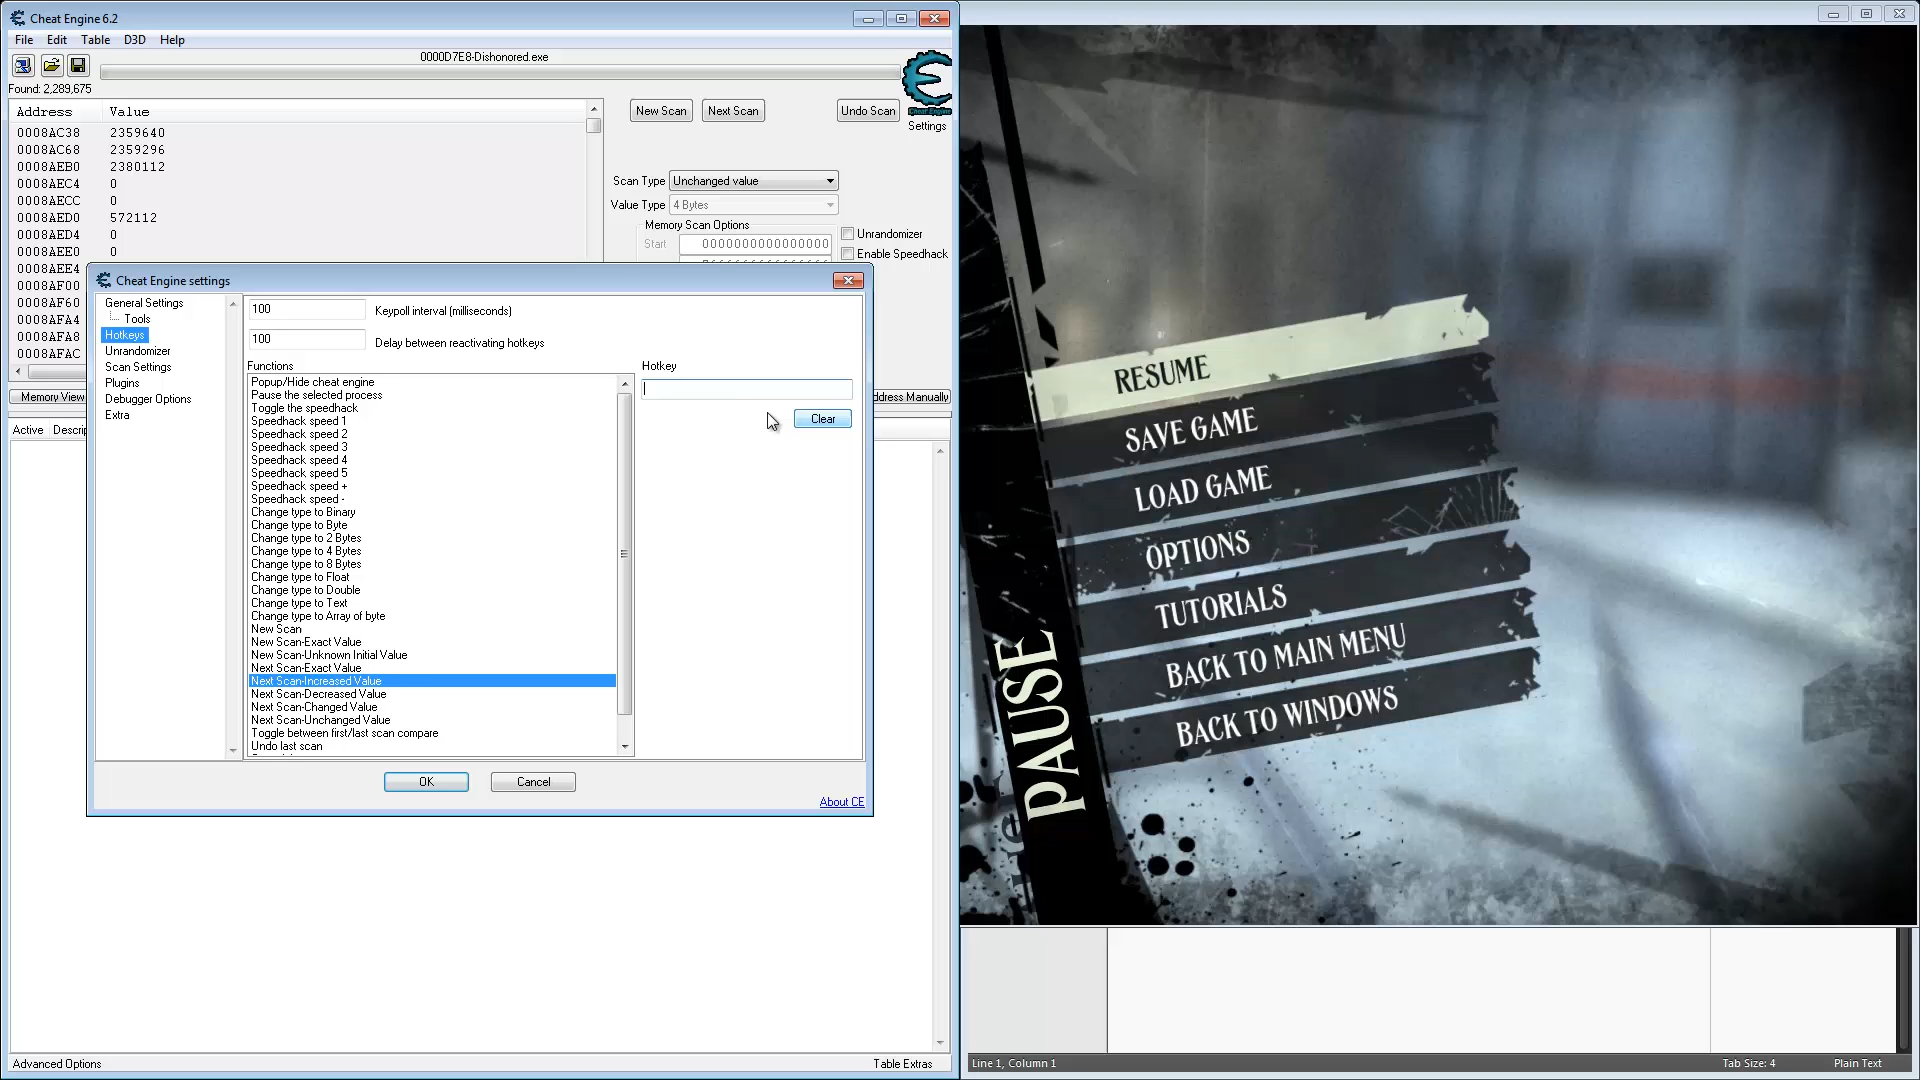 Cheat Engine 6.2
File Edit Table D3D Help
0000D7E8-Dishonored.exe
Found: 2,289,675
Address Value
0008AC38 2359640
0008AC68 2359296
0008AEB0 2380112
0008AEC4 0
0008AECC 0
0008AED0 572112
0008AED4 0
0008AEE0 0
0008AEE4
0008AF00
0008AF60
0008AFA4
0008AFA8
0008AFAC
New Scan Next Scan Undo Scan
Cheat Engine
Settings
Scan Type Unchanged value
Value Type 4 Bytes
Memory Scan Options
Start 0000000000000000
Unrandomizer
Enable Speedhack
Memory View
ddress Manually
Active Descrip
Cheat Engine settings
General Settings
Tools
Hotkeys
Unrandomizer
Scan Settings
Plugins
Debugger Options
Extra
100 Keypoll interval (milliseconds)
100 Delay between reactivating hotkeys
Functions
Popup/Hide cheat engine
Pause the selected process
Toggle the speedhack
Speedhack speed 1
Speedhack speed 2
Speedhack speed 3
Speedhack speed 4
Speedhack speed 5
Speedhack speed +
Speedhack speed -
Change type to Binary
Change type to Byte
Change type to 2 Bytes
Change type to 4 Bytes
Change type to 8 Bytes
Change type to Float
Change type to Double
Change type to Text
Change type to Array of byte
New Scan
New Scan-Exact Value
New Scan-Unknown Initial Value
Next Scan-Exact Value
Next Scan-Increased Value
Next Scan-Decreased Value
Next Scan-Changed Value
Next Scan-Unchanged Value
Toggle between first/last scan compare
Undo last scan
Hotkey
Clear
OK Cancel
About CE
Advanced Options Table Extras
PAUSE
RESUME
SAVE GAME
LOAD GAME
OPTIONS
TUTORIALS
BACK TO MAIN MENU
BACK TO WINDOWS
Line 1, Column 1 Tab Size: 4 Plain Text